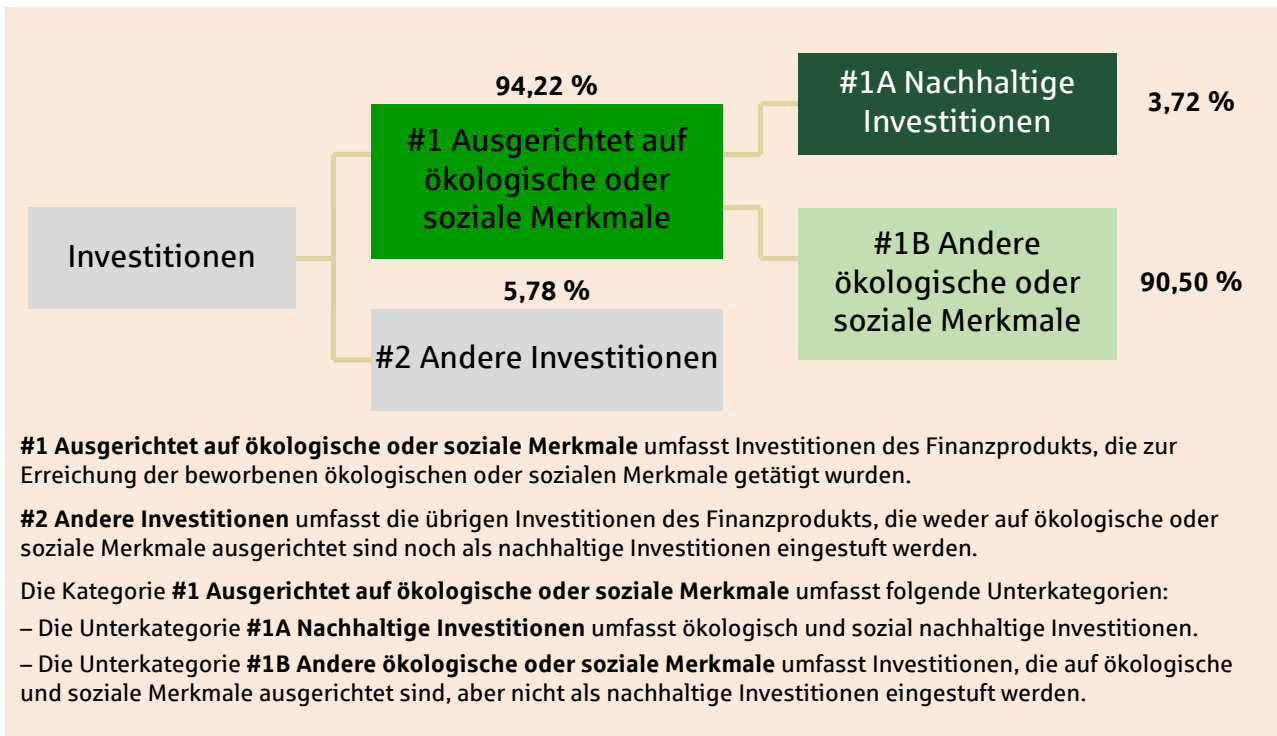 94,22 %
#1 Ausgerichtet auf
ökologische oder
soziale Merkmale
#1A Nachhaltige
Investitionen
3,72 %
Investitionen
#1B Andere
ökologische oder
soziale Merkmale
90,50 %
5,78 %
#2 Andere Investitionen
#1 Ausgerichtet auf ökologische oder soziale Merkmale umfasst Investitionen des Finanzprodukts, die zur
Erreichung der beworbenen ökologischen oder sozialen Merkmale getätigt wurden.
#2 Andere Investitionen umfasst die übrigen Investitionen des Finanzprodukts, die weder auf ökologische oder
soziale Merkmale ausgerichtet sind noch als nachhaltige Investitionen eingestuft werden.
Die Kategorie #1 Ausgerichtet auf ökologische oder soziale Merkmale umfasst folgende Unterkategorien:
– Die Unterkategorie #1A Nachhaltige Investitionen umfasst ökologisch und sozial nachhaltige Investitionen.
– Die Unterkategorie #1B Andere ökologische oder soziale Merkmale umfasst Investitionen, die auf ökologische
und soziale Merkmale ausgerichtet sind, aber nicht als nachhaltige Investitionen eingestuft werden.